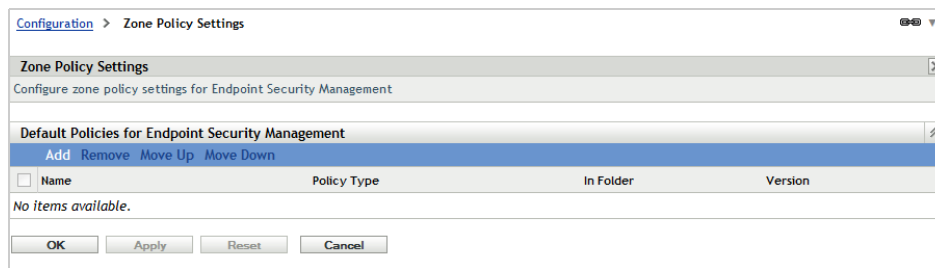 Configuration > Zone Policy Settings
Zone Policy Settings
Configure zone policy settings for Endpoint Security Management
Default Policies for Endpoint Security Management
Add Remove Move Up Move Down
Name Policy Type In Folder Version
No items available.
OK Apply Reset Cancel